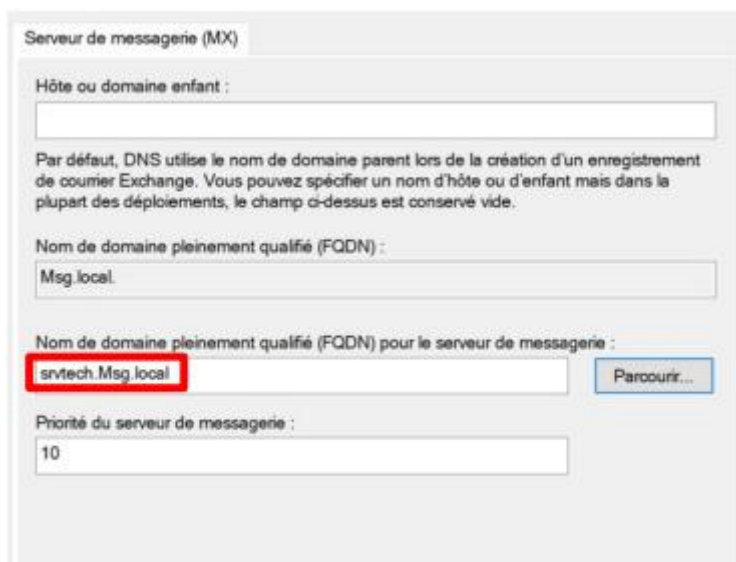 Serveur de messagerie (MX)
Hôte ou domaine enfant :
Par défaut, DNS utilise le nom de domaine parent lors de la création d'un enregistrement
de courrier Exchange. Vous pouvez spécifier un nom d'hôte ou d'enfant mais dans la
plupart des déploiements, le champ ci-dessus est conservé vide.
Nom de domaine pleinement qualifié (FQDN) :
Msg.local.
Nom de domaine pleinement qualifié (FQDN) pour le serveur de messagerie :
srvtech.Msg.local
Parcourir...
Priorité du serveur de messagerie :
10